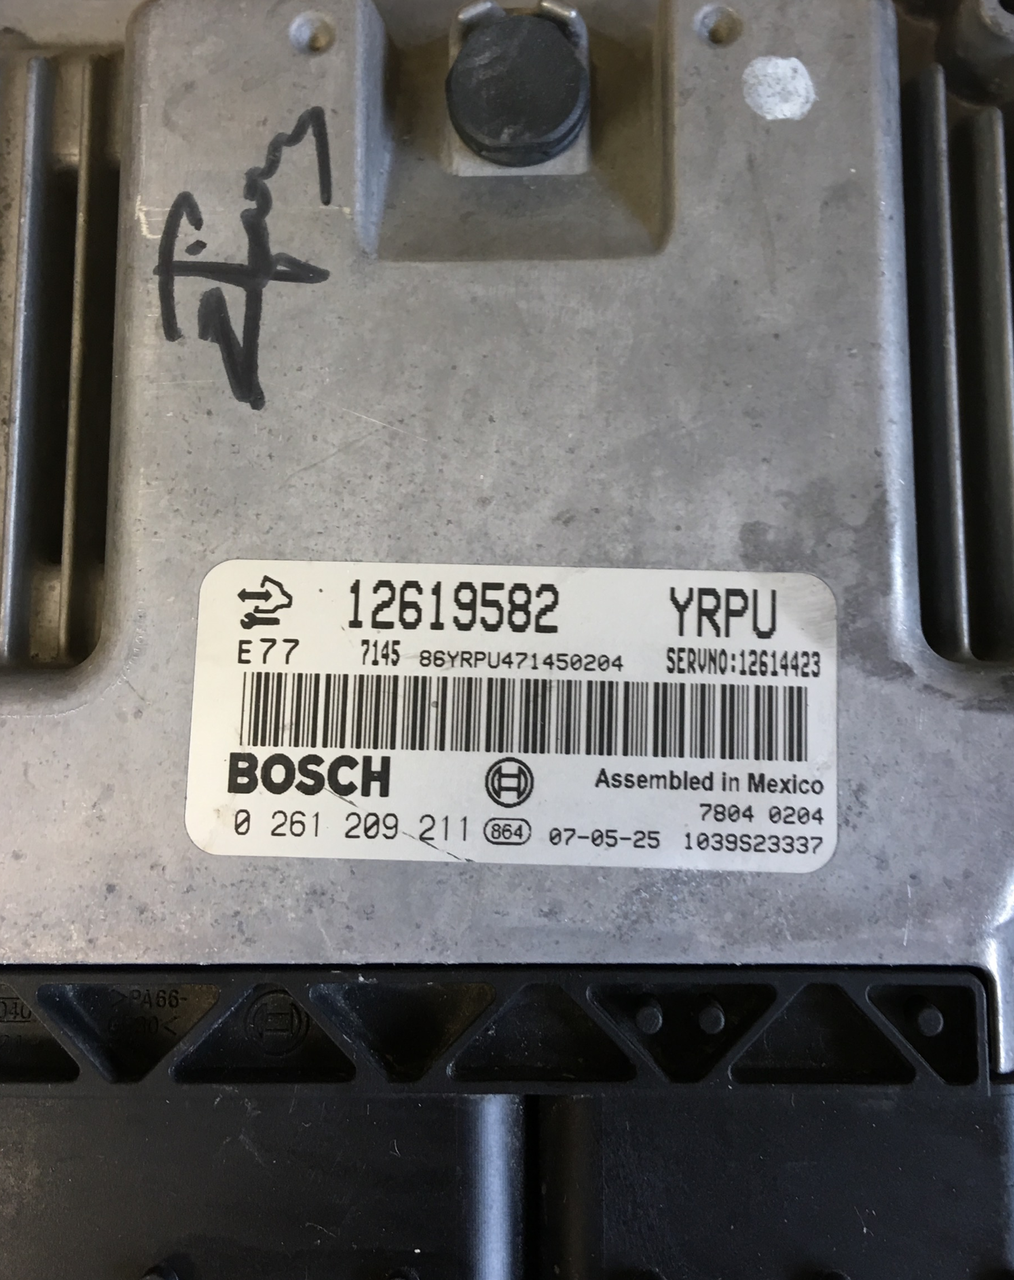 12619582 YRPU
E77 7145 86YRPU471450204 SERVNO:12614423
BOSCH Assembled in Mexico
7804 0204
0 261 209 211 864 07-05-25 1039S23337
>PA66-